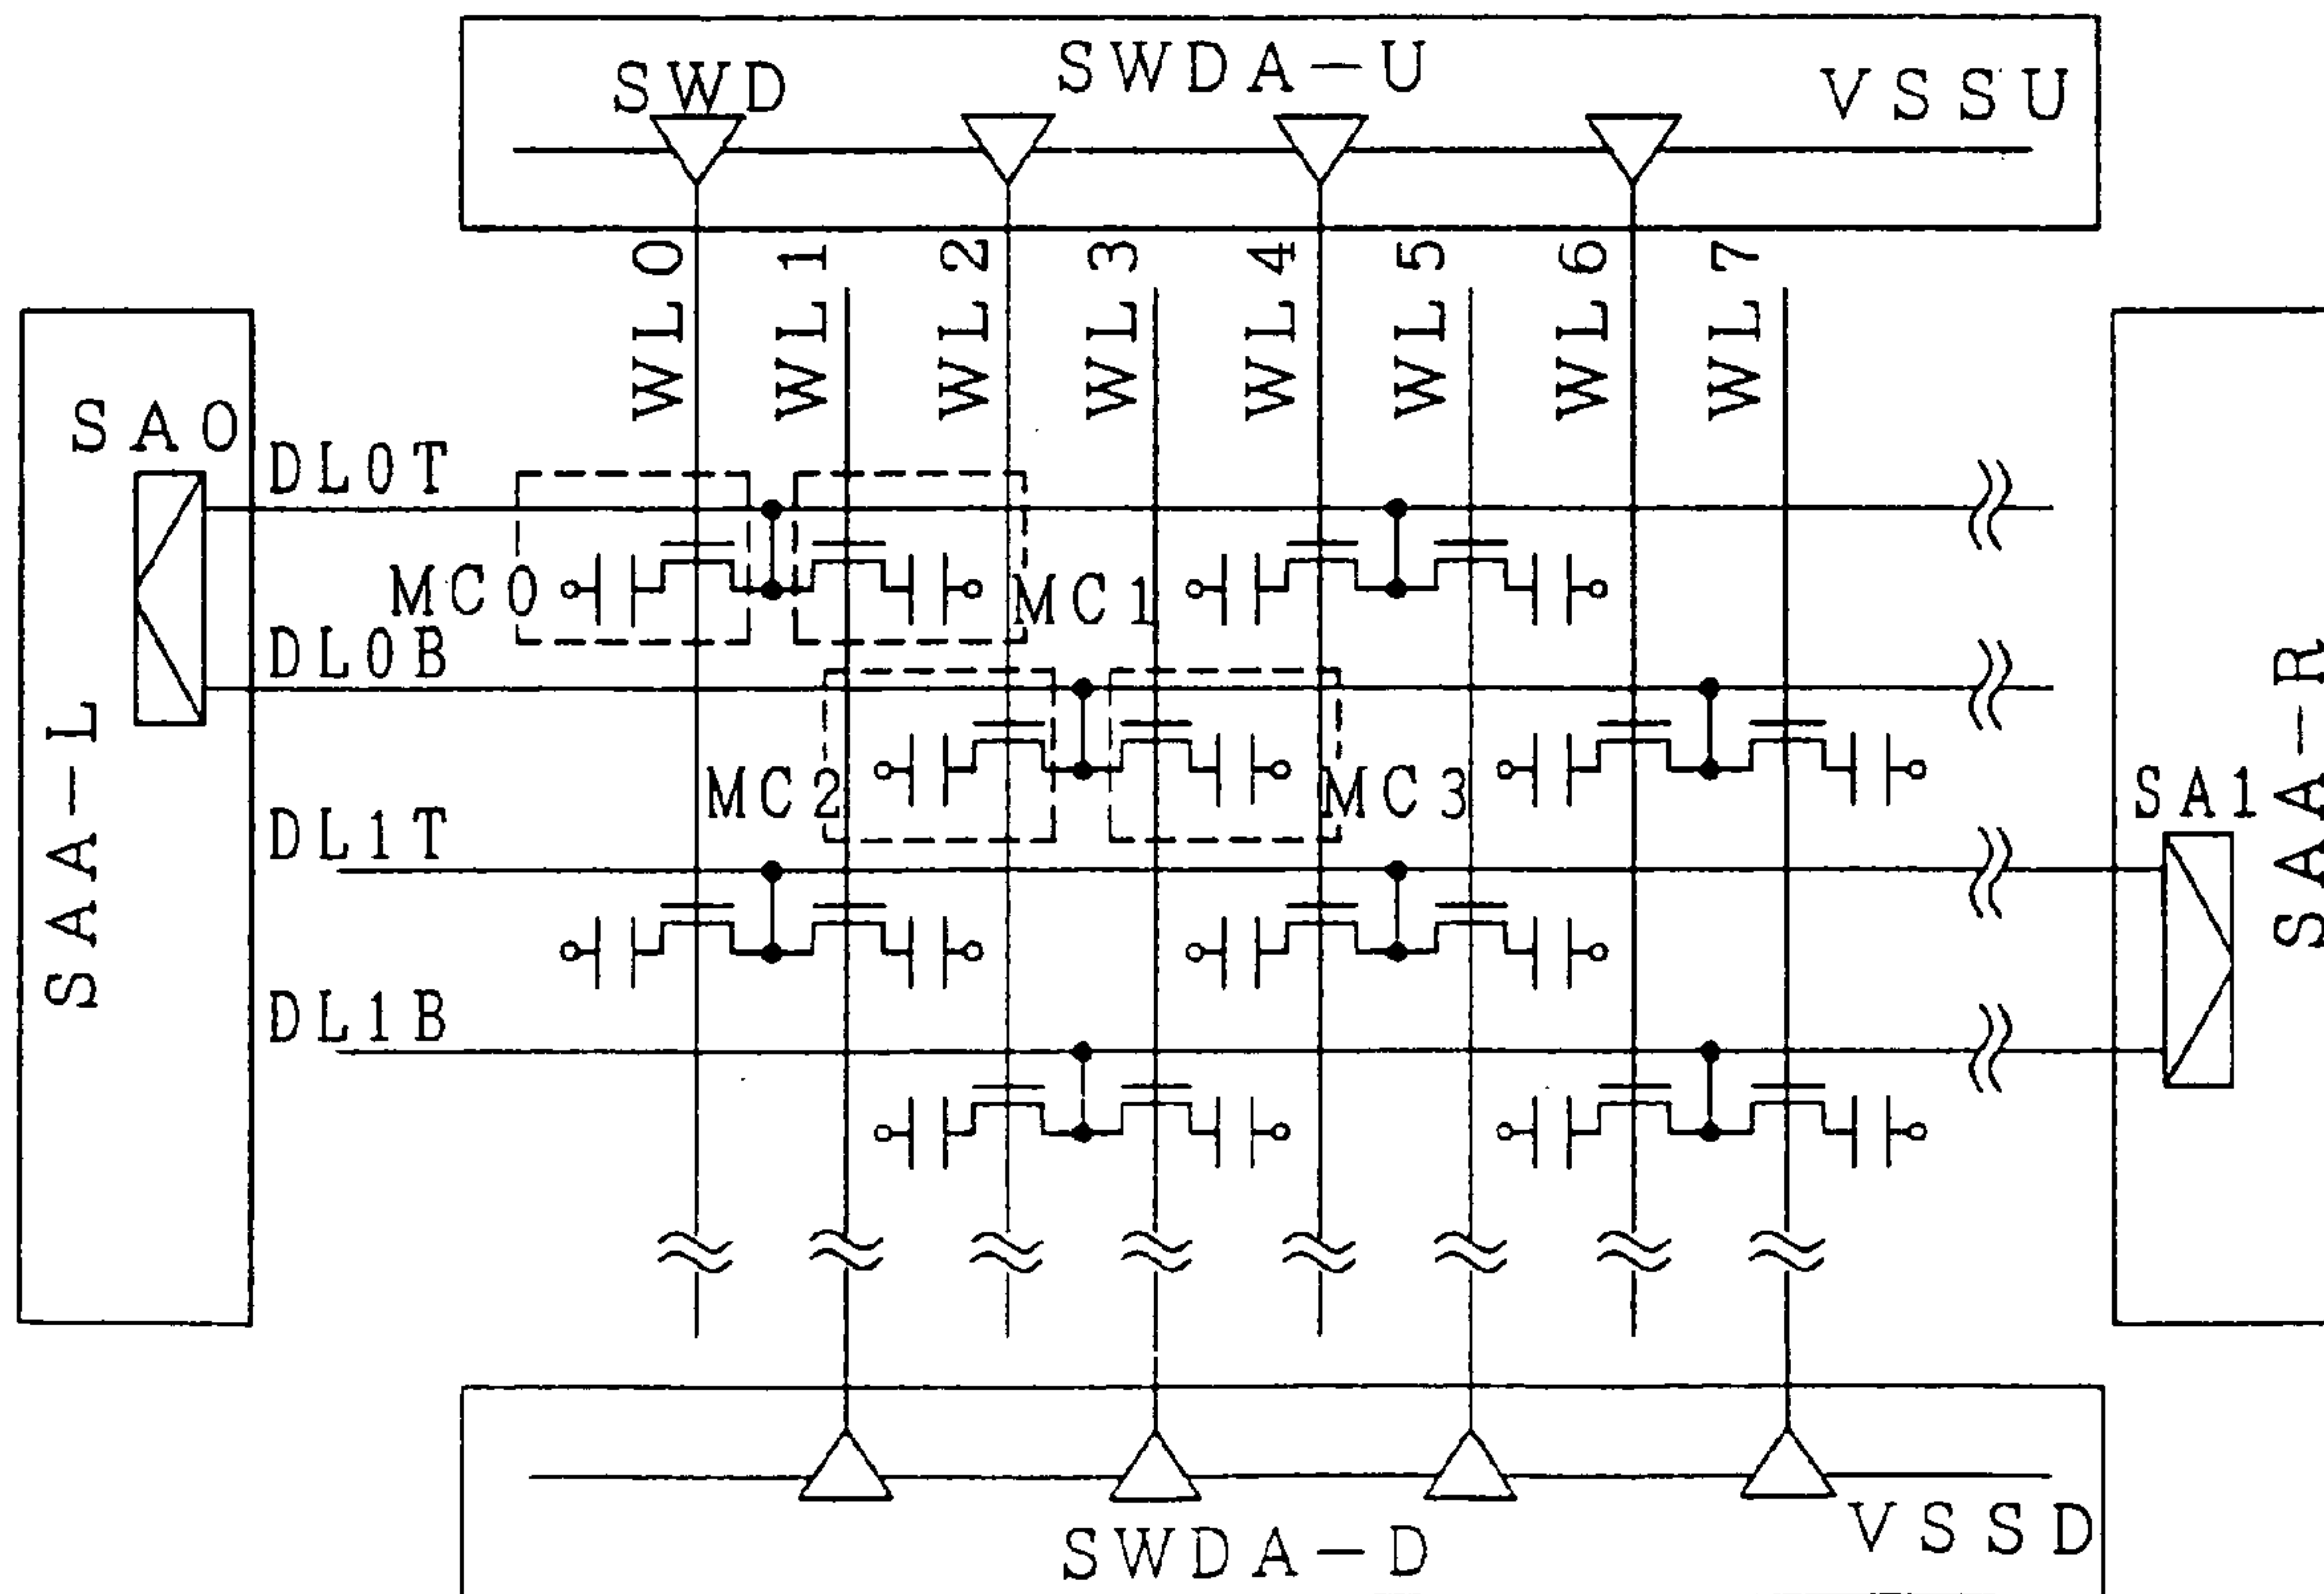 SWD
SWDA-U
VSSU
WL0
WL1
WL2
WL3
WL4
WL5
WL6
WL7
SA0
DL0T
MC0
MC1
DL0B
SAA-L
SAA-R
MC2
MC3
SA1
DL1T
DL1B
VSSD
SWDA-D